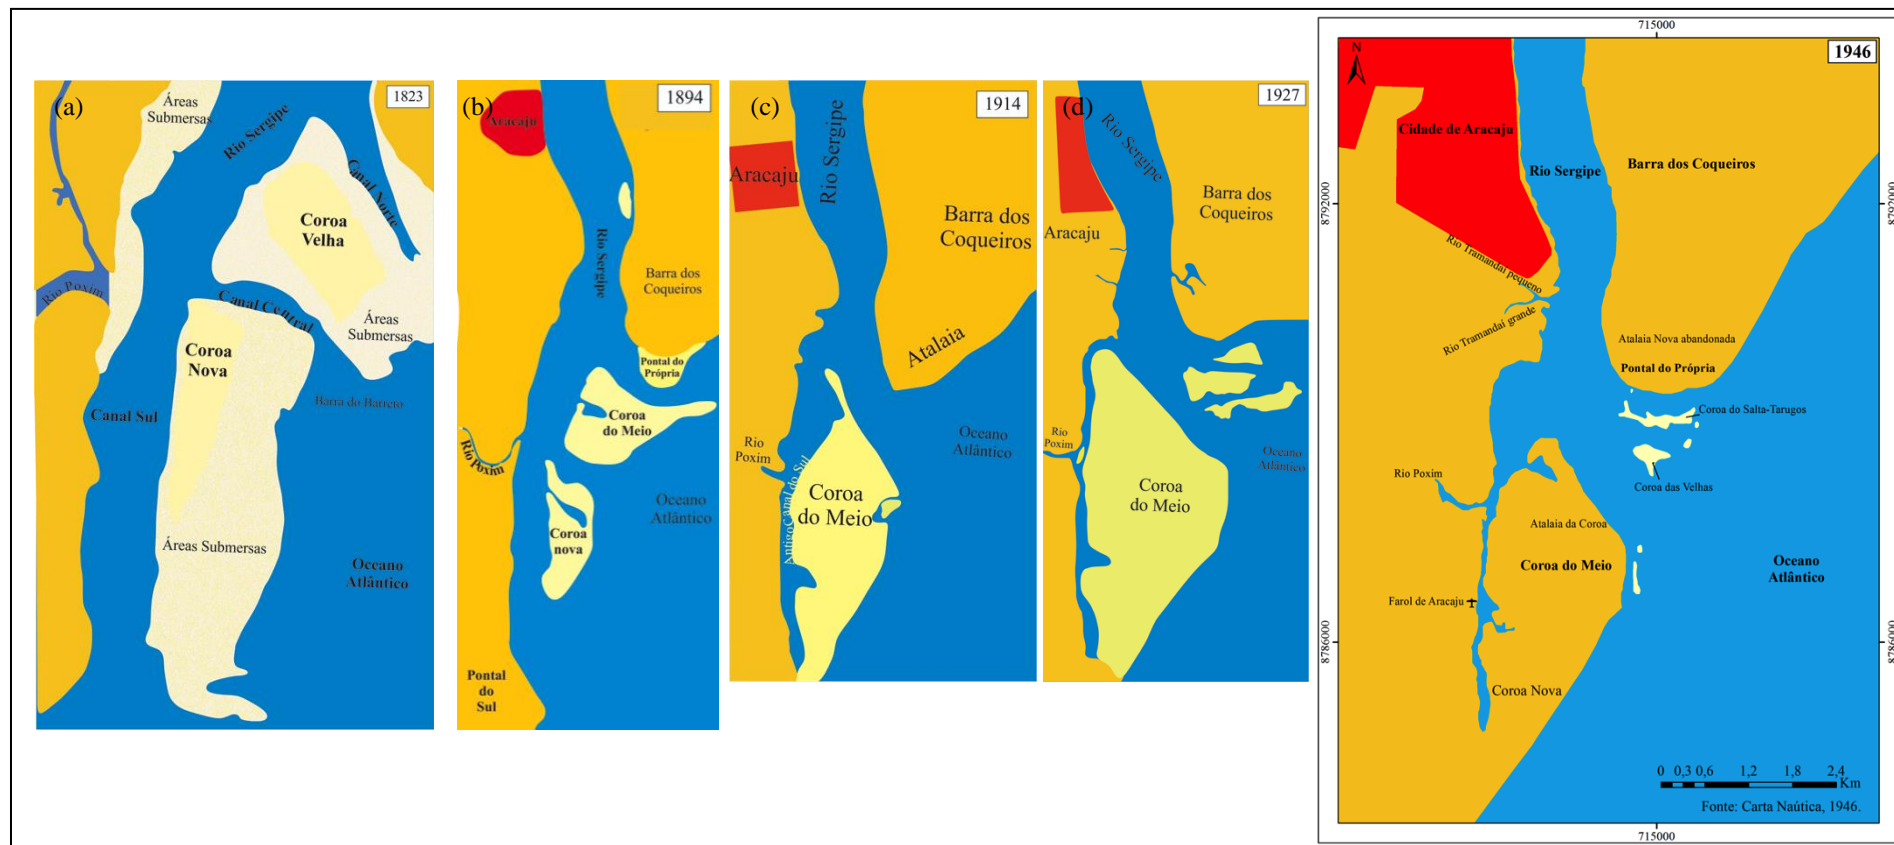 (a)
1823
Áreas
Submersas
Rio Sergipe
Canal Norte
Coroa
Velha
Rio Poxim
Canal Central
Áreas
Submersas
Coroa
Nova
Canal Sul
Barra do Barreto
Áreas Submersas
Oceano
Atlântico
(b)
1894
Aracaju
Rio Sergipe
Barra dos
Coqueiros
Pontal do
Própria
Coroa
do Meio
Rio Poxim
Oceano
Atlântico
Coroa
nova
Pontal
do
Sul
(c)
1914
Aracaju
Rio Sergipe
Barra dos
Coqueiros
Atalaia
Rio
Poxim
Oceano
Atlântico
AntigoCanal do Sul
Coroa
do Meio
(d)
1927
Rio Sergipe
Aracaju
Barra dos
Coqueiros
Rio
Poxim
Oceano
Atlântico
Coroa
do Meio
715000
1946
N
Cidade de Aracaju
Rio Sergipe
Barra dos Coqueiros
8792000
8792000
Rio Tramandaí pequeno
Rio Tramandaí grande
Atalaia Nova abandonada
Pontal do Própria
Coroa do Salta-Tarugos
Rio Poxim
Coroa das Velhas
Atalaia da Coroa
Coroa do Meio
Oceano
Atlântico
Farol de Aracaju
8786000
8786000
Coroa Nova
0 0,3 0,6 1,2 1,8 2,4
Km
Fonte: Carta Naútica, 1946.
715000